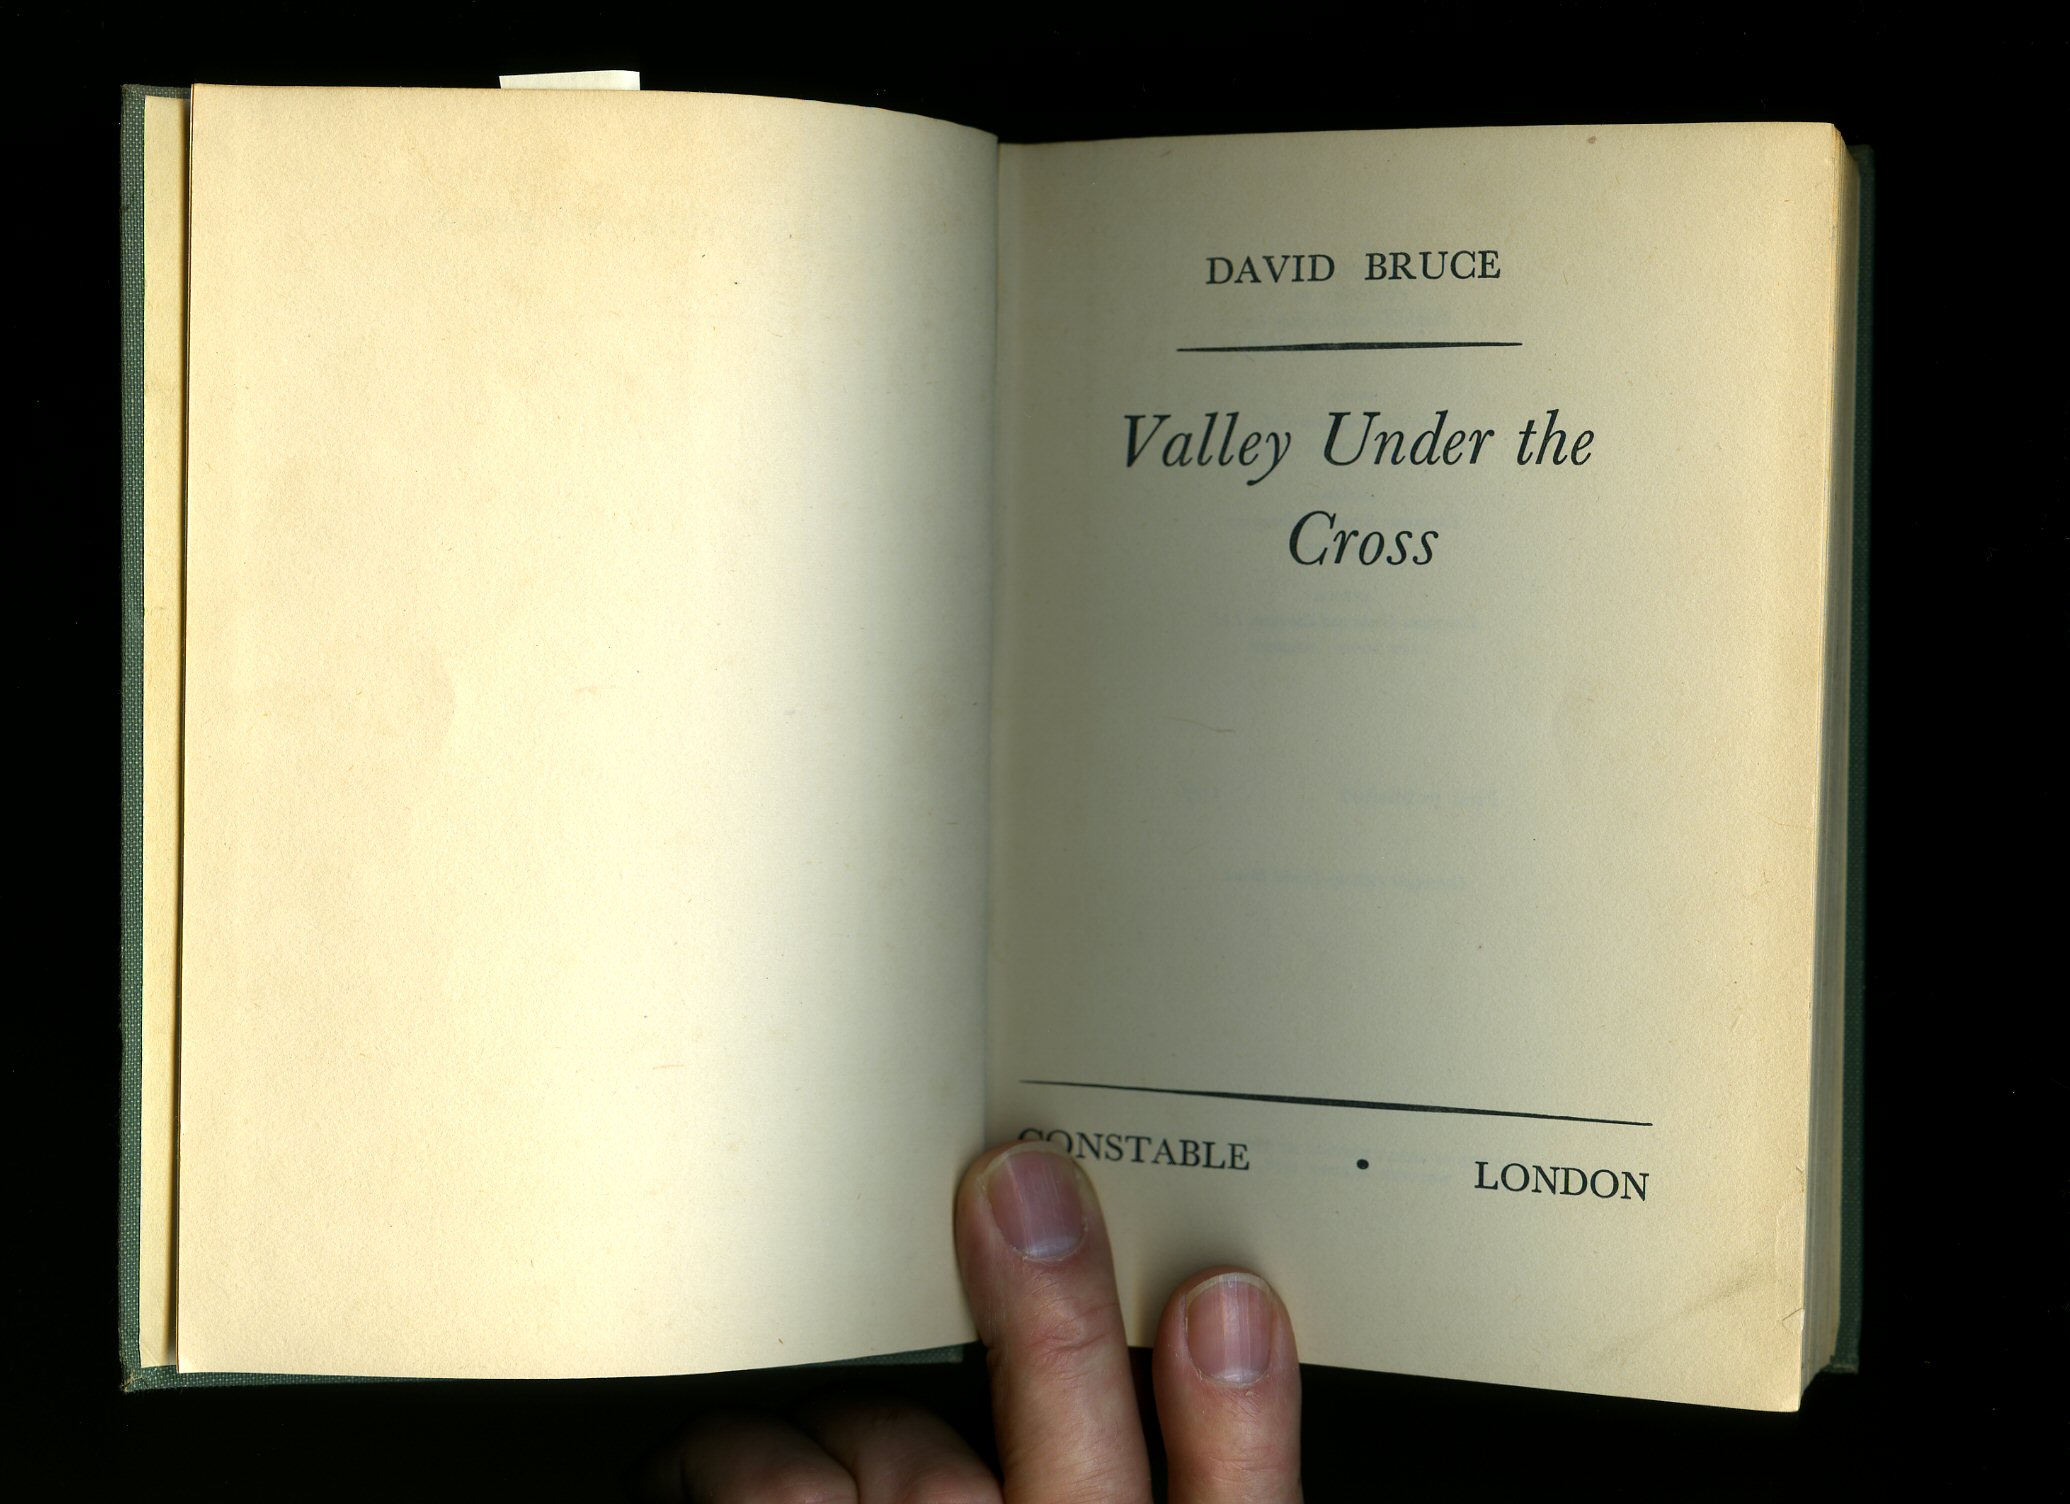 DAVID BRUCE
Valley Under the
Cross
CONSTABLE • LONDON